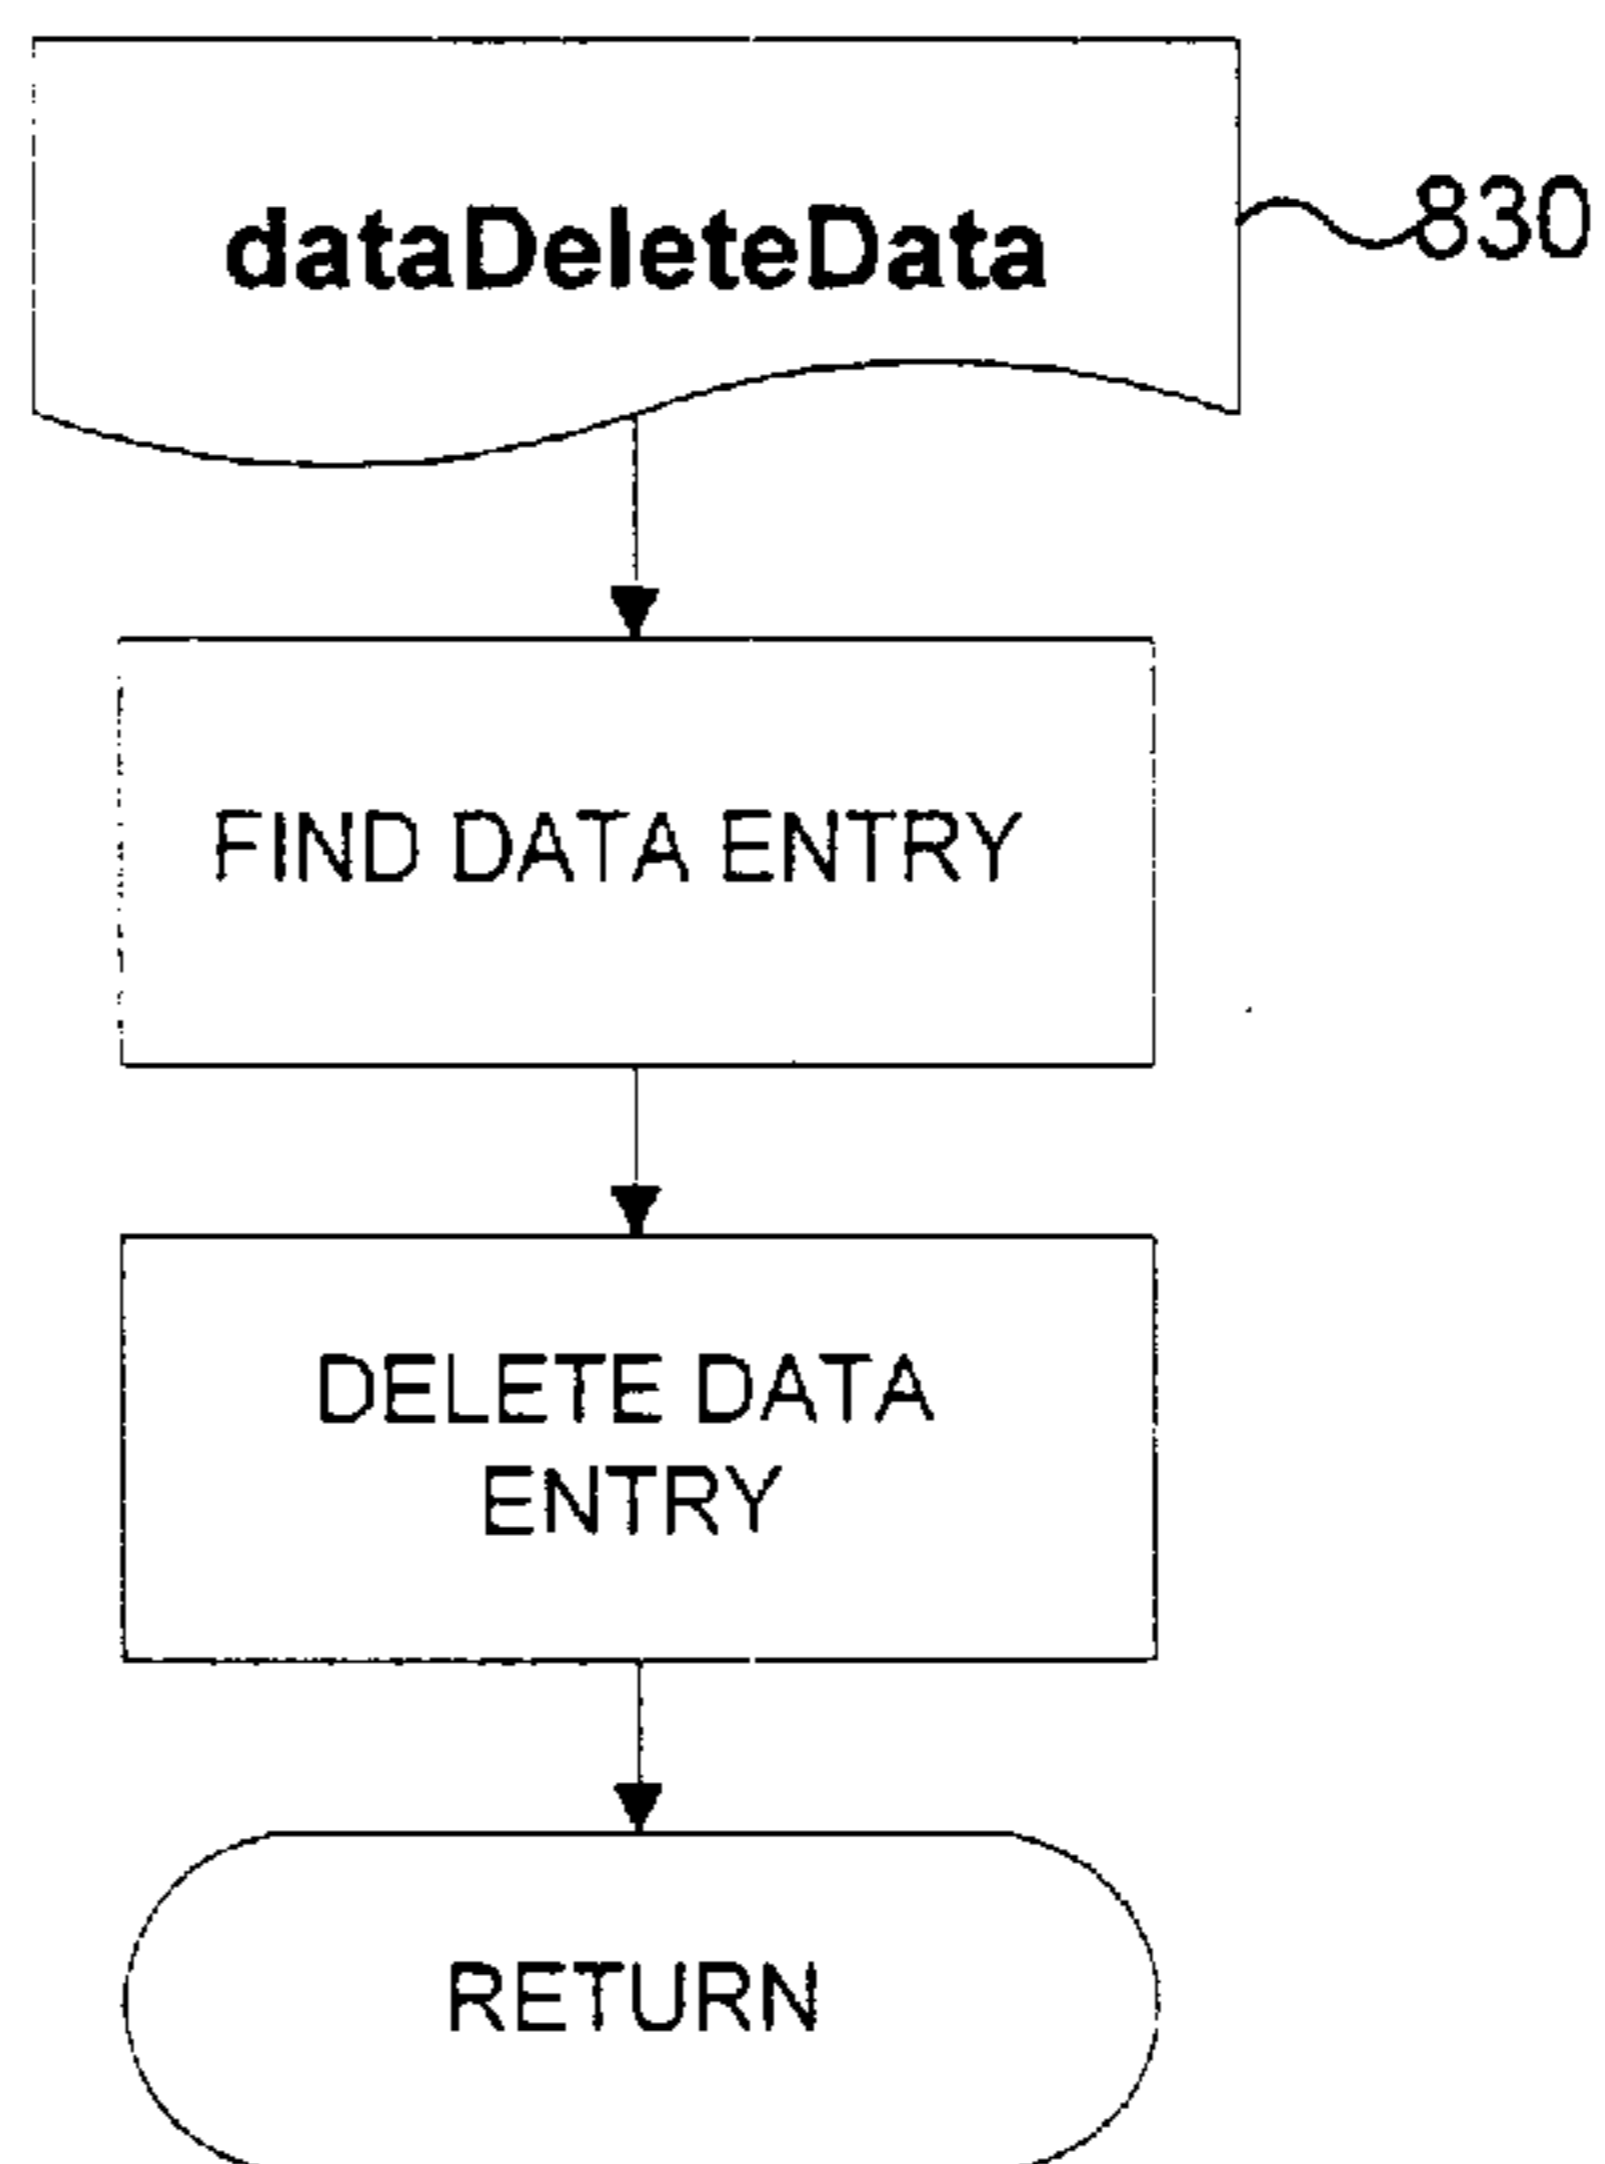 dataDeleteData
830
FIND DATA ENTRY
DELETE DATA
ENTRY
RETURN